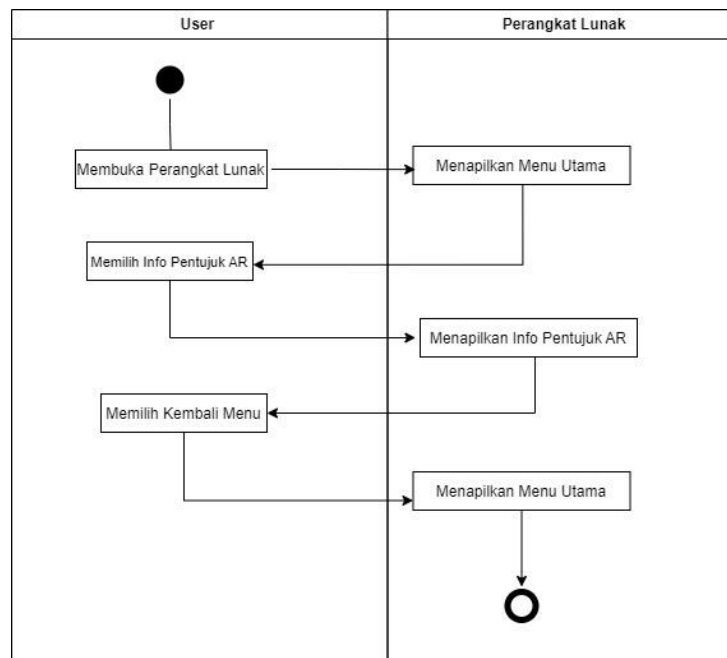 User
Perangkat Lunak
Membuka Perangkat Lunak
Menapilkan Menu Utama
Memilih Info Pentujuk AR
Menapilkan Info Pentujuk AR
Memilih Kembali Menu
Menapilkan Menu Utama